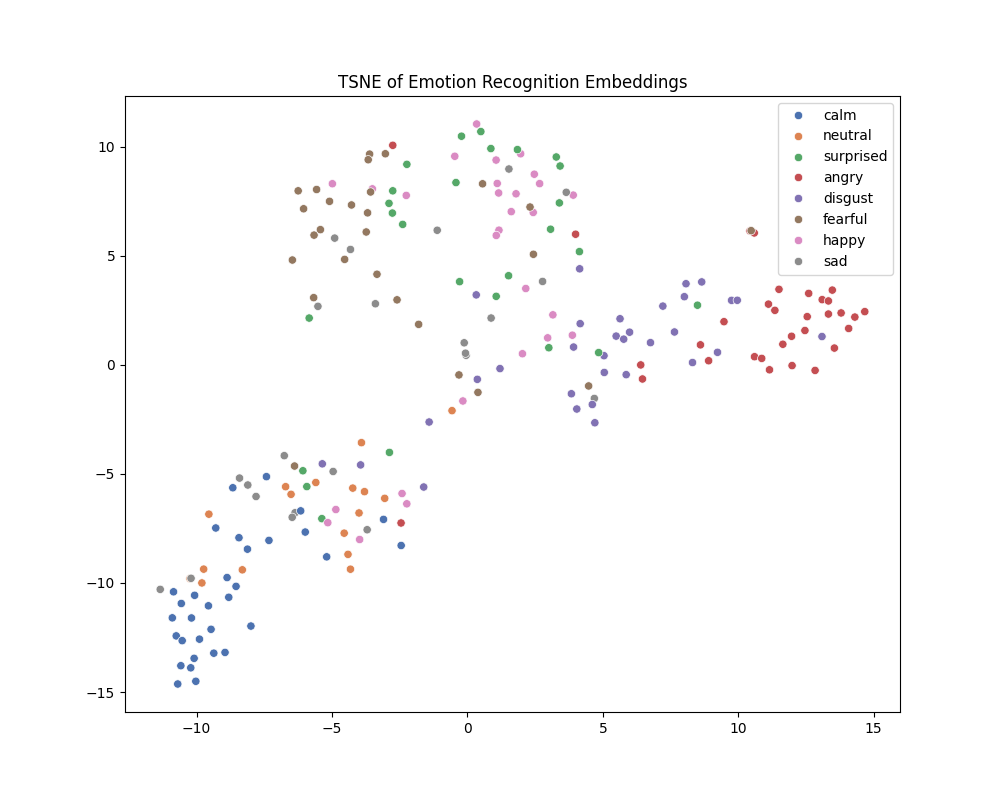 TSNE of Emotion Recognition Embeddings
calm
neutral
surprised
angry
disgust
fearful
happy
sad
10
5
0
−5
−10
−15
−10
−5
0
5
10
15